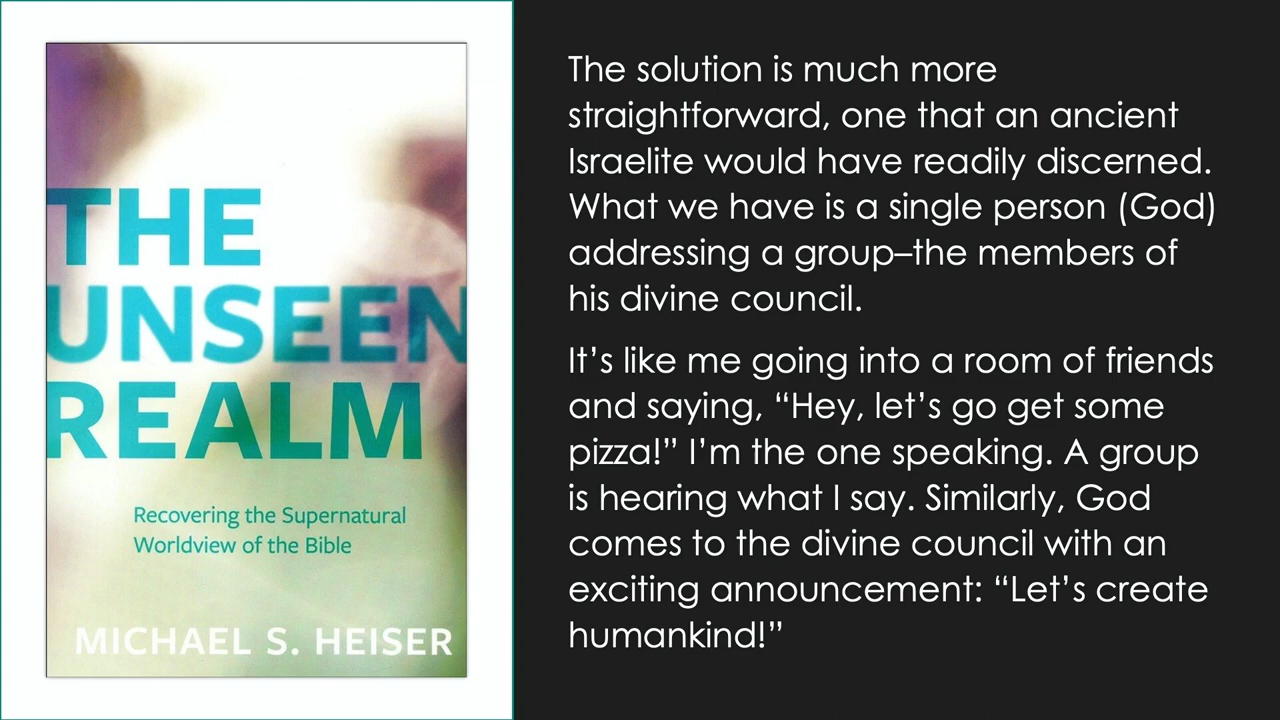 THE
UNSEEN
REALM
Recovering the Supernatural
Worldview of the Bible
MICHAEL S. HEISER
The solution is much more
straightforward, one that an ancient
Israelite would have readily discerned.
What we have is a single person (God)
addressing a group–the members of
his divine council.
It’s like me going into a room of friends
and saying, “Hey, let’s go get some
pizza!” I’m the one speaking. A group
is hearing what I say. Similarly, God
comes to the divine council with an
exciting announcement: “Let’s create
humankind!”